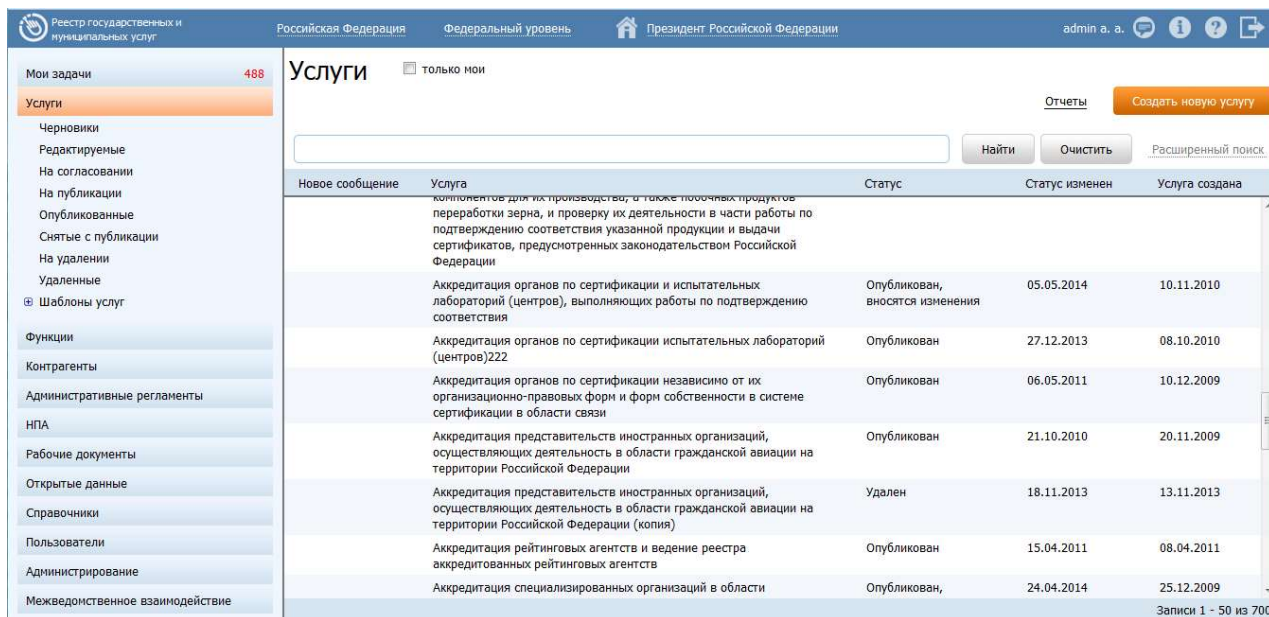 Реестр государственных и
муниципальных услуг
Российская Федерация
Федеральный уровень
Президент Российской Федерации
admin a. a.
Мои задачи 488
Услуги
Черновики
Редактируемые
На согласовании
На публикации
Опубликованные
Снятые с публикации
На удалении
Удаленные
Шаблоны услуг
Функции
Контрагенты
Административные регламенты
НПА
Рабочие документы
Открытые данные
Справочники
Пользователи
Администрирование
Межведомственное взаимодействие
Услуги
только мои
Отчеты
Создать новую услугу
Найти
Очистить
Расширенный поиск
Новое сообщение Услуга Статус Статус изменен Услуга создана
компонентов для их производства, а также побочных продуктов
переработки зерна, и проверку их деятельности в части работы по
подтверждению соответствия указанной продукции и выдачи
сертификатов, предусмотренных законодательством Российской
Федерации
Аккредитация органов по сертификации и испытательных Опубликован, 05.05.2014 10.11.2010
лабораторий (центров), выполняющих работы по подтверждению вносятся изменения
соответствия
Аккредитация органов по сертификации испытательных лабораторий Опубликован 27.12.2013 08.10.2010
(центров)222
Аккредитация органов по сертификации независимо от их Опубликован 06.05.2011 10.12.2009
организационно-правовых форм и форм собственности в системе
сертификации в области связи
Аккредитация представительств иностранных организаций, Опубликован 21.10.2010 20.11.2009
осуществляющих деятельность в области гражданской авиации на
территории Российской Федерации
Аккредитация представительств иностранных организаций, Удален 18.11.2013 13.11.2013
осуществляющих деятельность в области гражданской авиации на
территории Российской Федерации (копия)
Аккредитация рейтинговых агентств и ведение реестра Опубликован 15.04.2011 08.04.2011
аккредитованных рейтинговых агентств
Аккредитация специализированных организаций в области Опубликован, 24.04.2014 25.12.2009
Записи 1 - 50 из 700